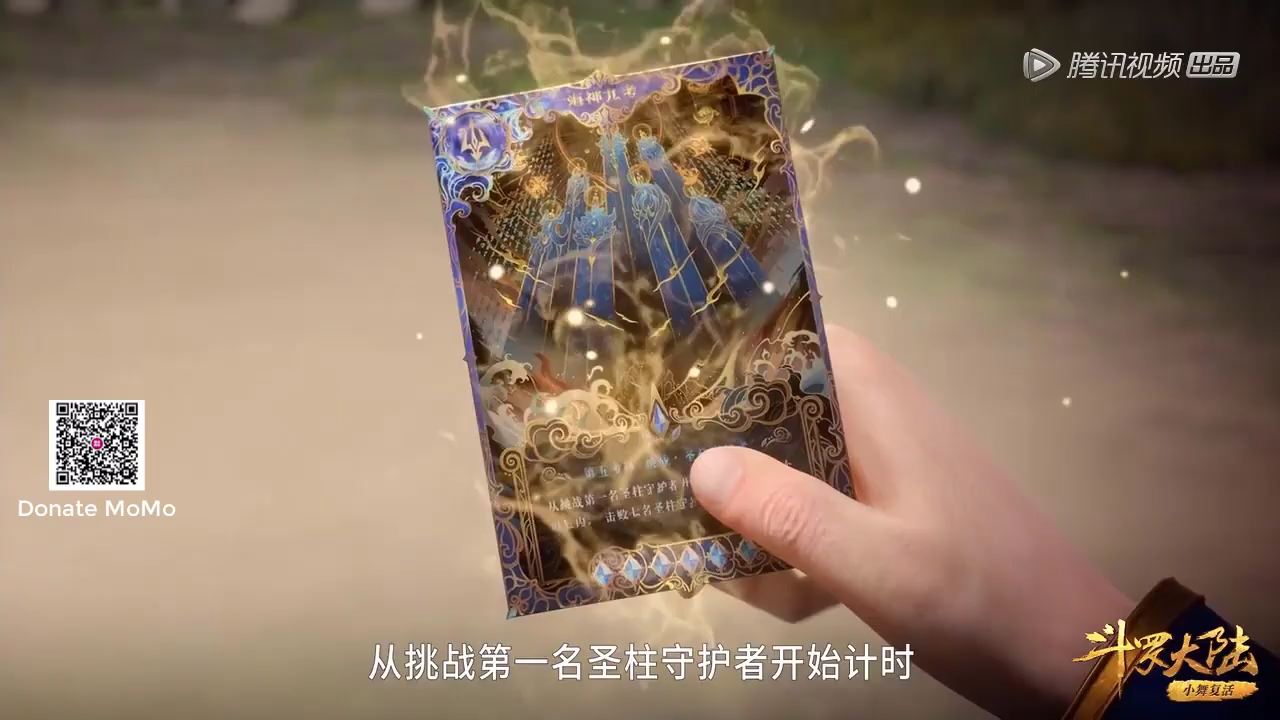 腾讯视频 出品
海神九考
从挑战第一名圣柱守护者
击败七名圣柱守
Donate MoMo
从挑战第一名圣柱守护者开始计时
斗罗大陆
小舞复活